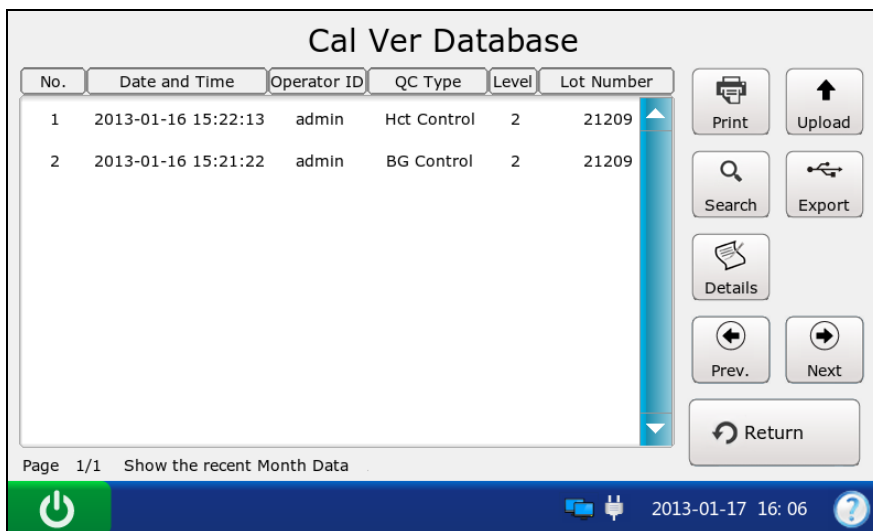 Cal Ver Database
No. Date and Time Operator ID QC Type Level Lot Number
1 2013-01-16 15:22:13 admin Hct Control 2 21209
2 2013-01-16 15:21:22 admin BG Control 2 21209
Print Upload
Search Export
Details
Prev. Next
Return
Page 1/1 Show the recent Month Data
2013-01-17 16: 06 ?